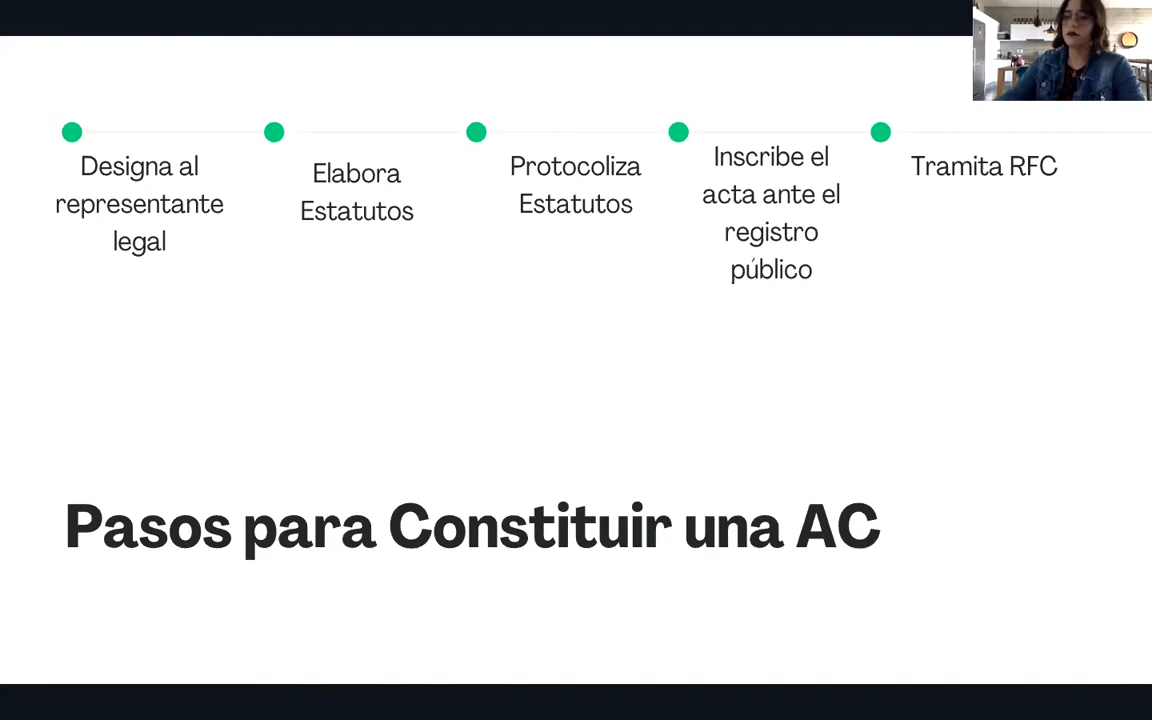 Designa al
representante
legal
Elabora
Estatutos
Protocoliza
Estatutos
Inscribe el
acta ante el
registro
público
Tramita RFC
Pasos para Constituir una AC